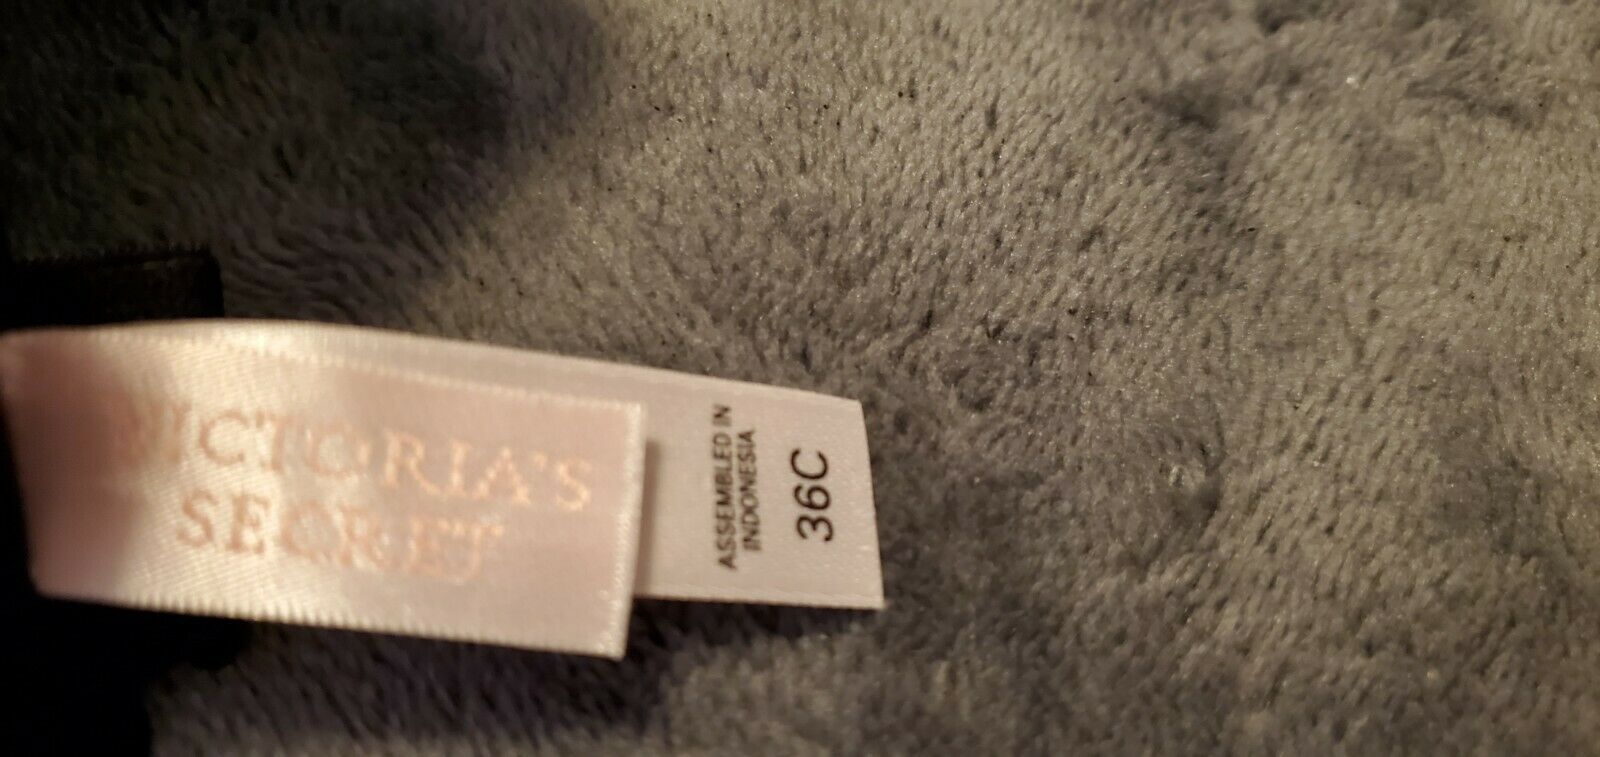 VICTORIA'S
SECRET
ASSEMBLED IN
INDONESIA
36C